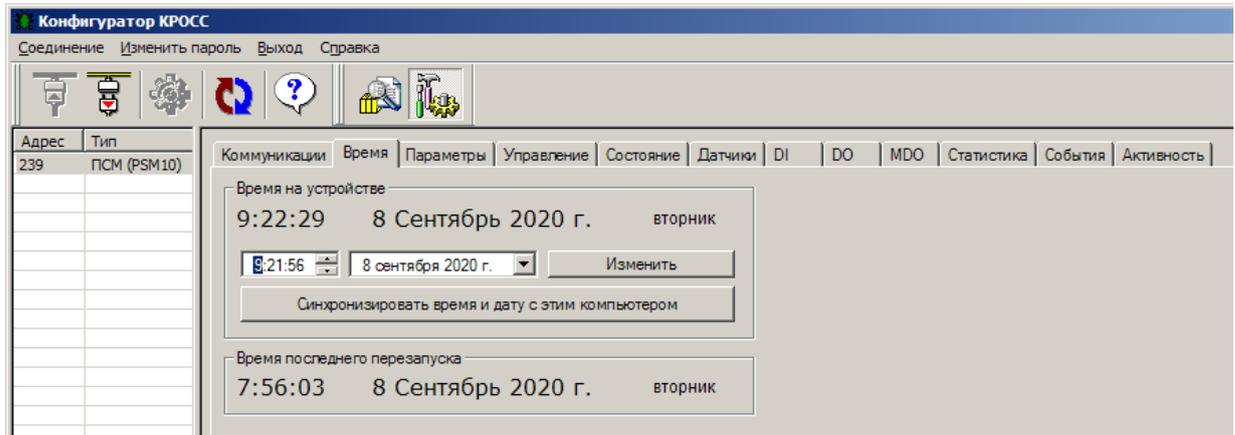 Конфигуратор КРОСС
Соединение Изменить пароль Выход Справка
Адрес Тип
239 ПСМ (PSM10)
Коммуникации Время Параметры Управление Состояние Датчики DI DO MDO Статистика События Активность
Время на устройстве
9:22:29 8 Сентябрь 2020 г. вторник
9:21:56 8 сентября 2020 г. Изменить
Синхронизировать время и дату с этим компьютером
Время последнего перезапуска
7:56:03 8 Сентябрь 2020 г. вторник